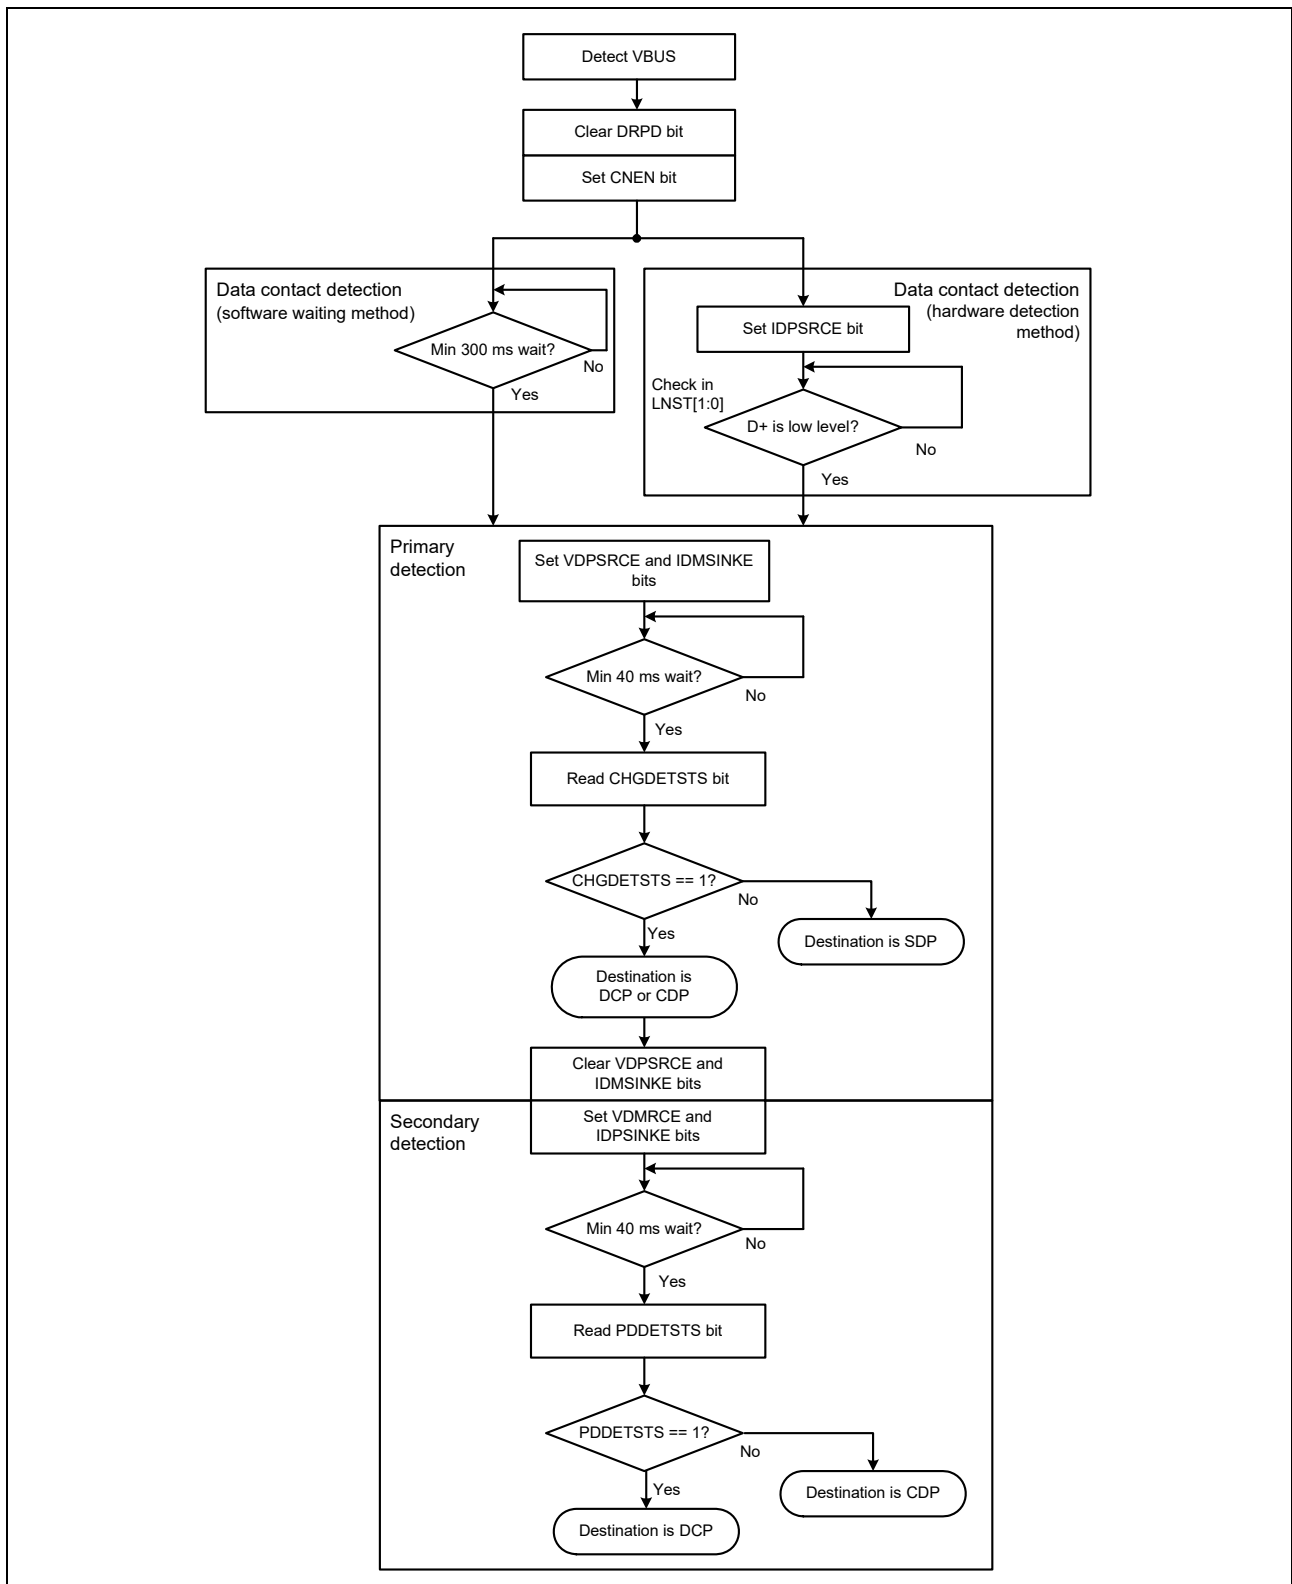 Detect VBUS
Clear DRPD bit
Set CNEN bit
Data contact detection
(software waiting method)
Min 300 ms wait?
No
Yes
Data contact detection
(hardware detection
method)
Set IDPSRCE bit
Check in
LNST[1:0]
D+ is low level?
No
Yes
Primary
detection
Set VDPSRCE and IDMSINKE
bits
Min 40 ms wait?
No
Yes
Read CHGDETSTS bit
CHGDETSTS == 1?
No
Yes
Destination is SDP
Destination is
DCP or CDP
Clear VDPSRCE and
IDMSINKE bits
Secondary
detection
Set VDMRCE and
IDPSINKE bits
Min 40 ms wait?
No
Yes
Read PDDETSTS bit
PDDETSTS == 1?
No
Yes
Destination is CDP
Destination is DCP